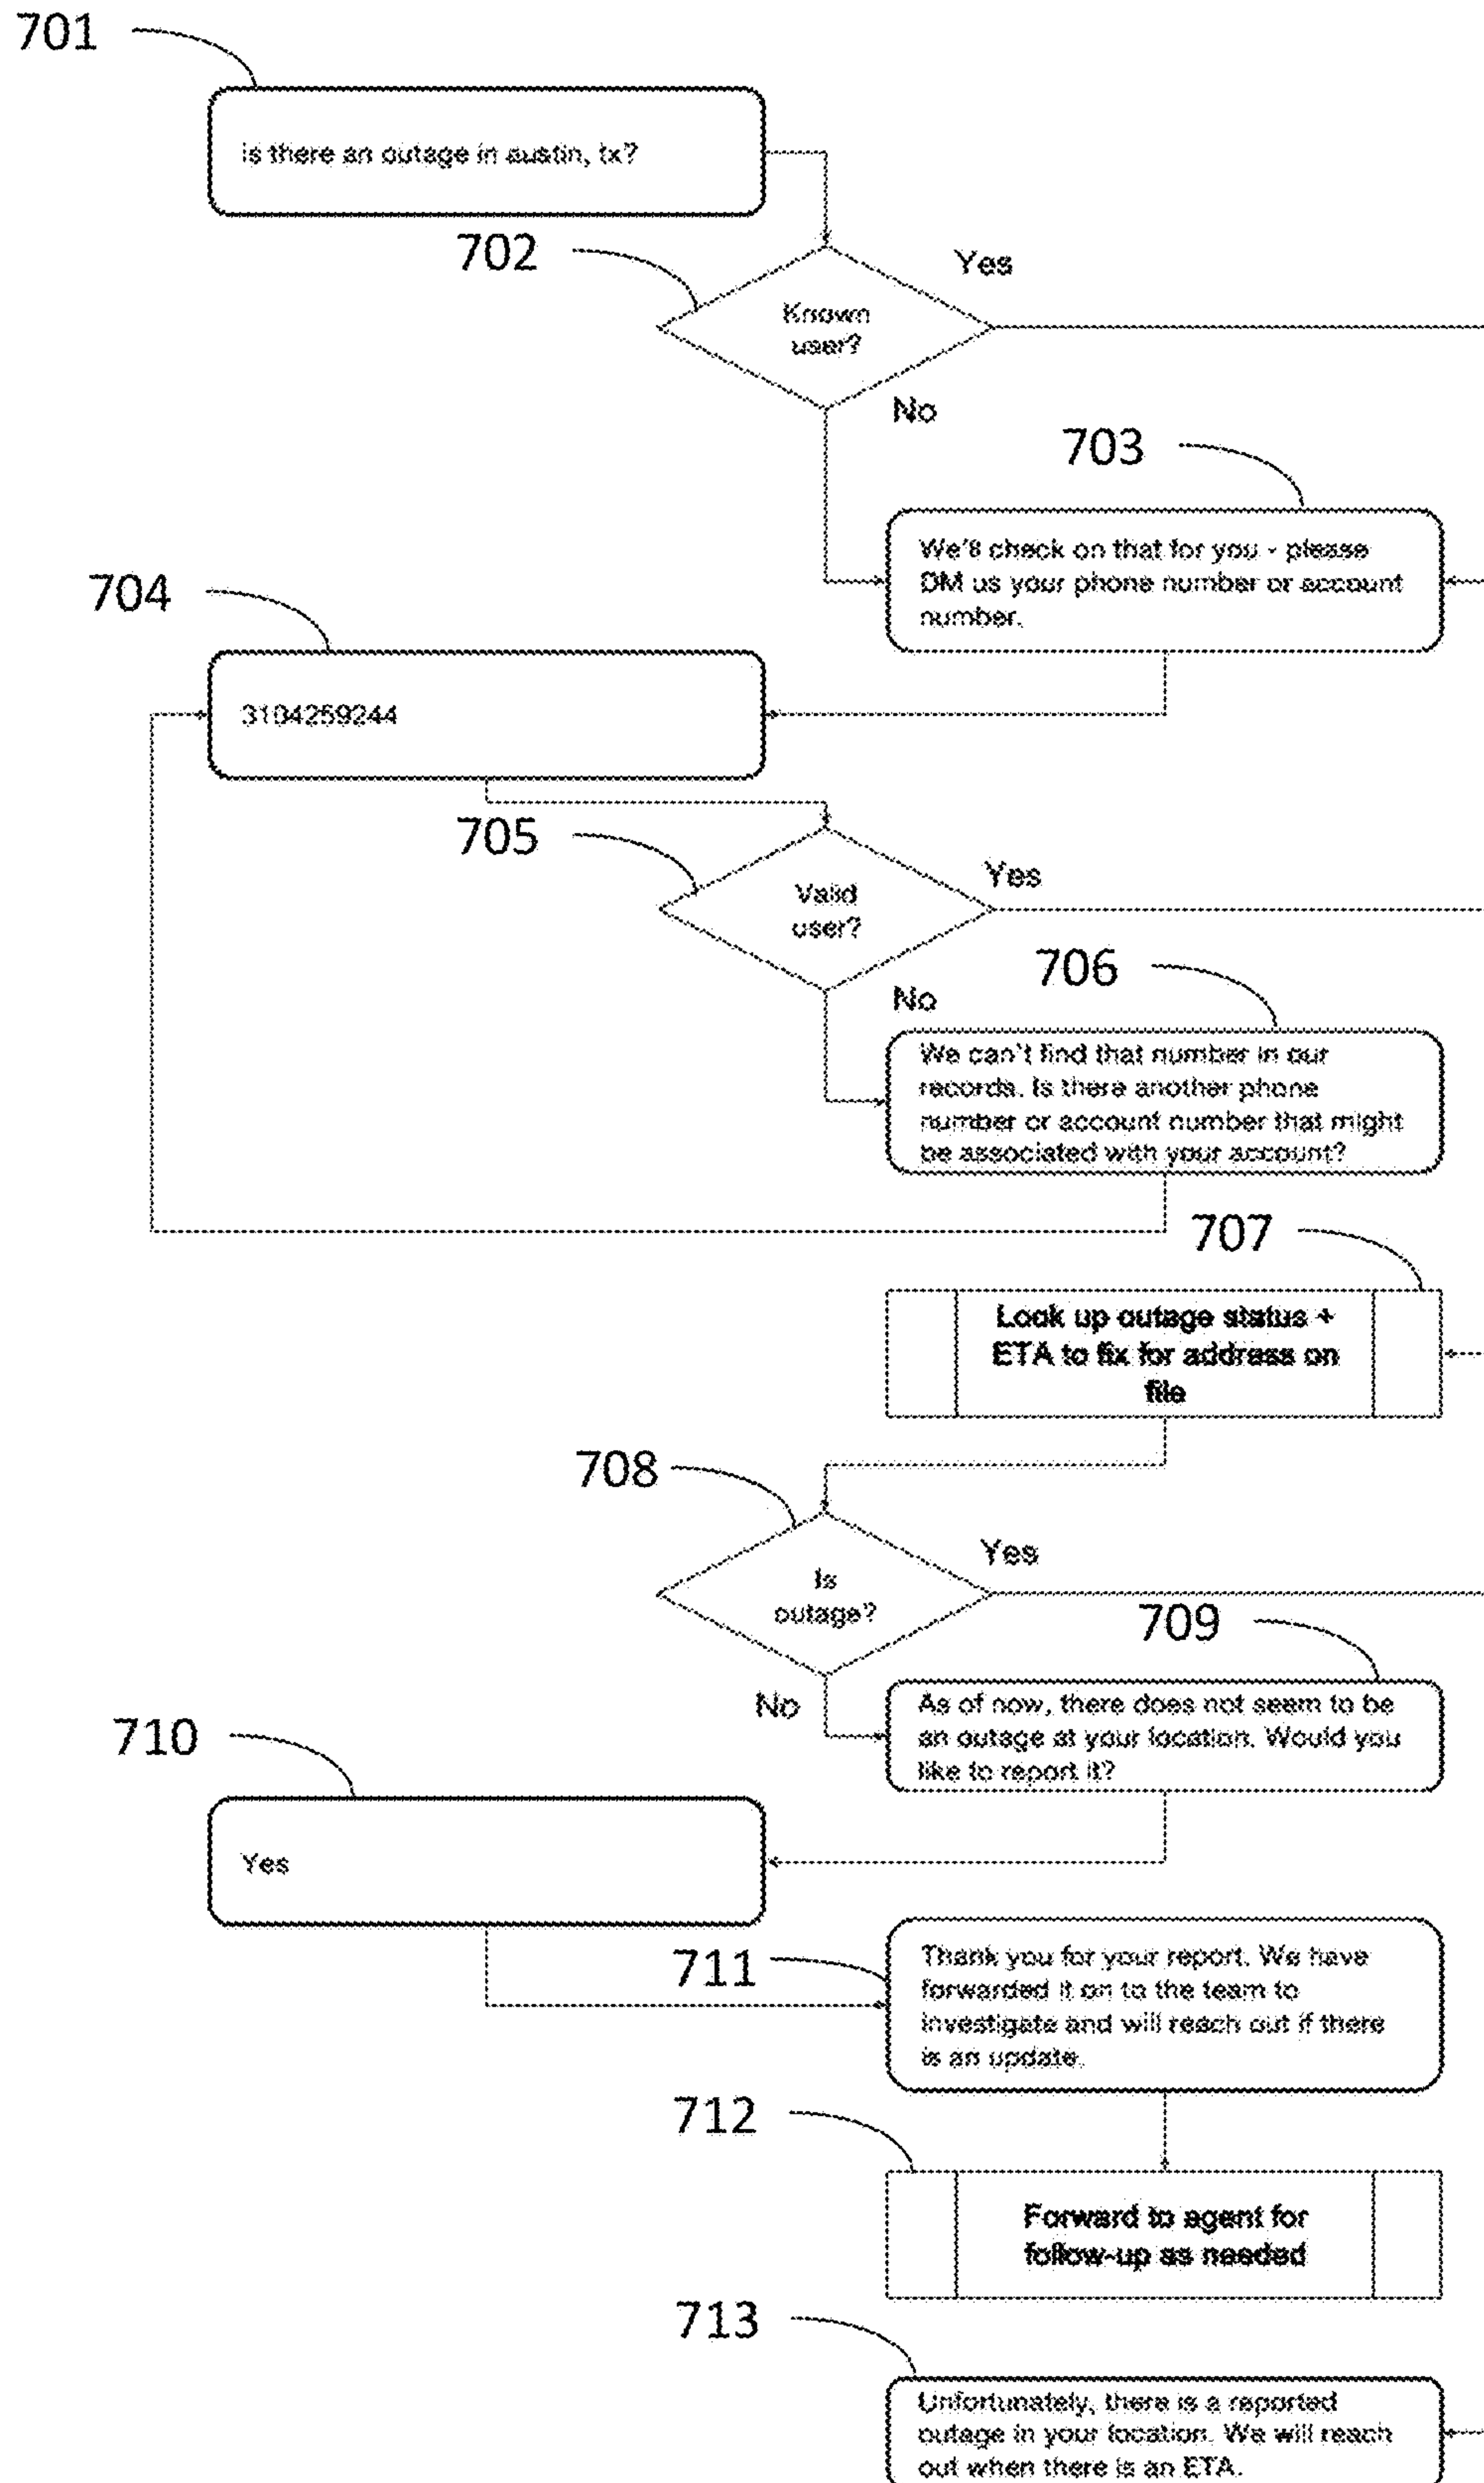 701
is there an outage in austin, tx?
702
Yes
Known
user?
No
703
We'll check on that for you - please
DM us your phone number or account
number.
704
3104259244
705
Yes
Valid
user?
No
706
We can't find that number in our
records. Is there another phone
number or account number that might
be associated with your account?
707
Look up outage status +
ETA to fix for address on
file
708
Yes
Is
outage?
709
No
As of now, there does not seem to be
an outage at your location. Would you
like to report it?
710
Yes
711
Thank you for your report. We have
forwarded it on to the team to
investigate and will reach out if there
is an update.
712
Forward to agent for
follow-up as needed
713
Unfortunately, there is a reported
outage in your location. We will reach
out when there is an ETA.